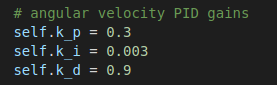 # angular velocity PID gains
self.k_p = 0.3
self.k_i = 0.003
self.k_d = 0.9